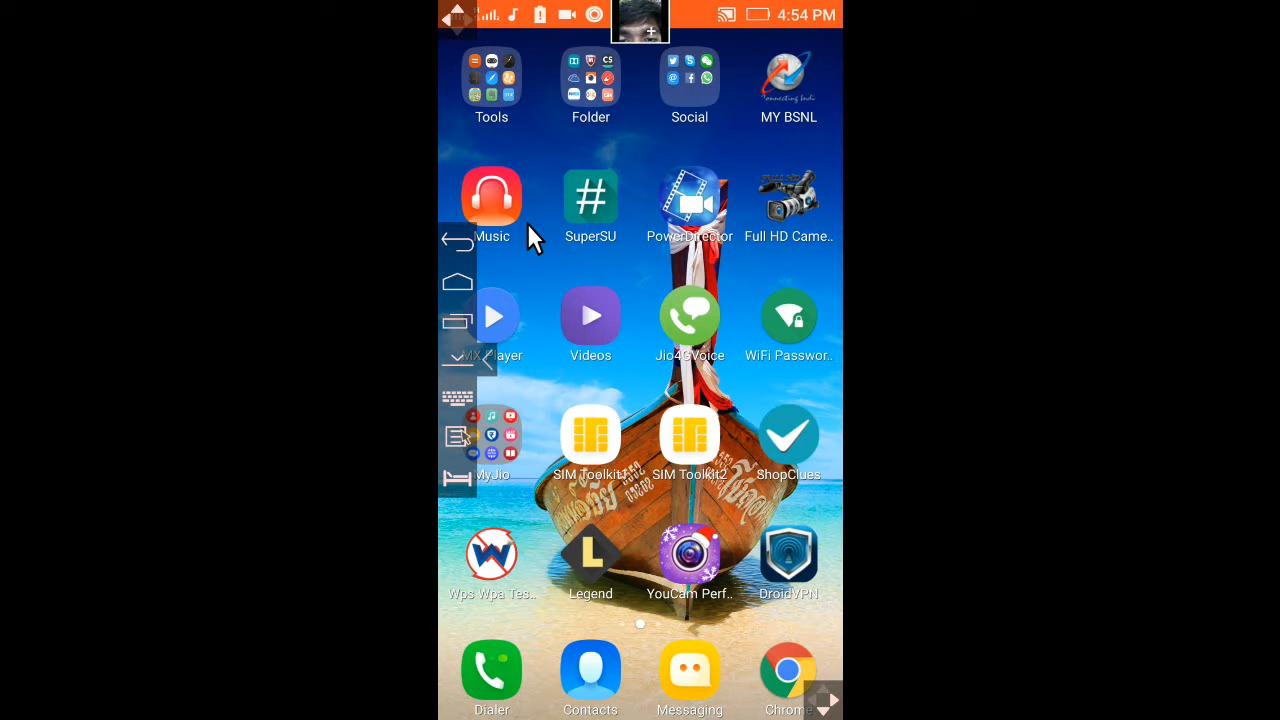 4:54 PM
Tools
Folder
Social
MY BSNL
Music
SuperSU
PowerDirector
Full HD Came..
MX Player
Videos
Jio4GVoice
WiFi Passwor..
MyJio
SIM Toolkit1
SIM Toolkit2
ShopClues
Wps Wpa Tes..
Legend
YouCam Perf..
DroidVPN
Dialer
Contacts
Messaging
Chrome